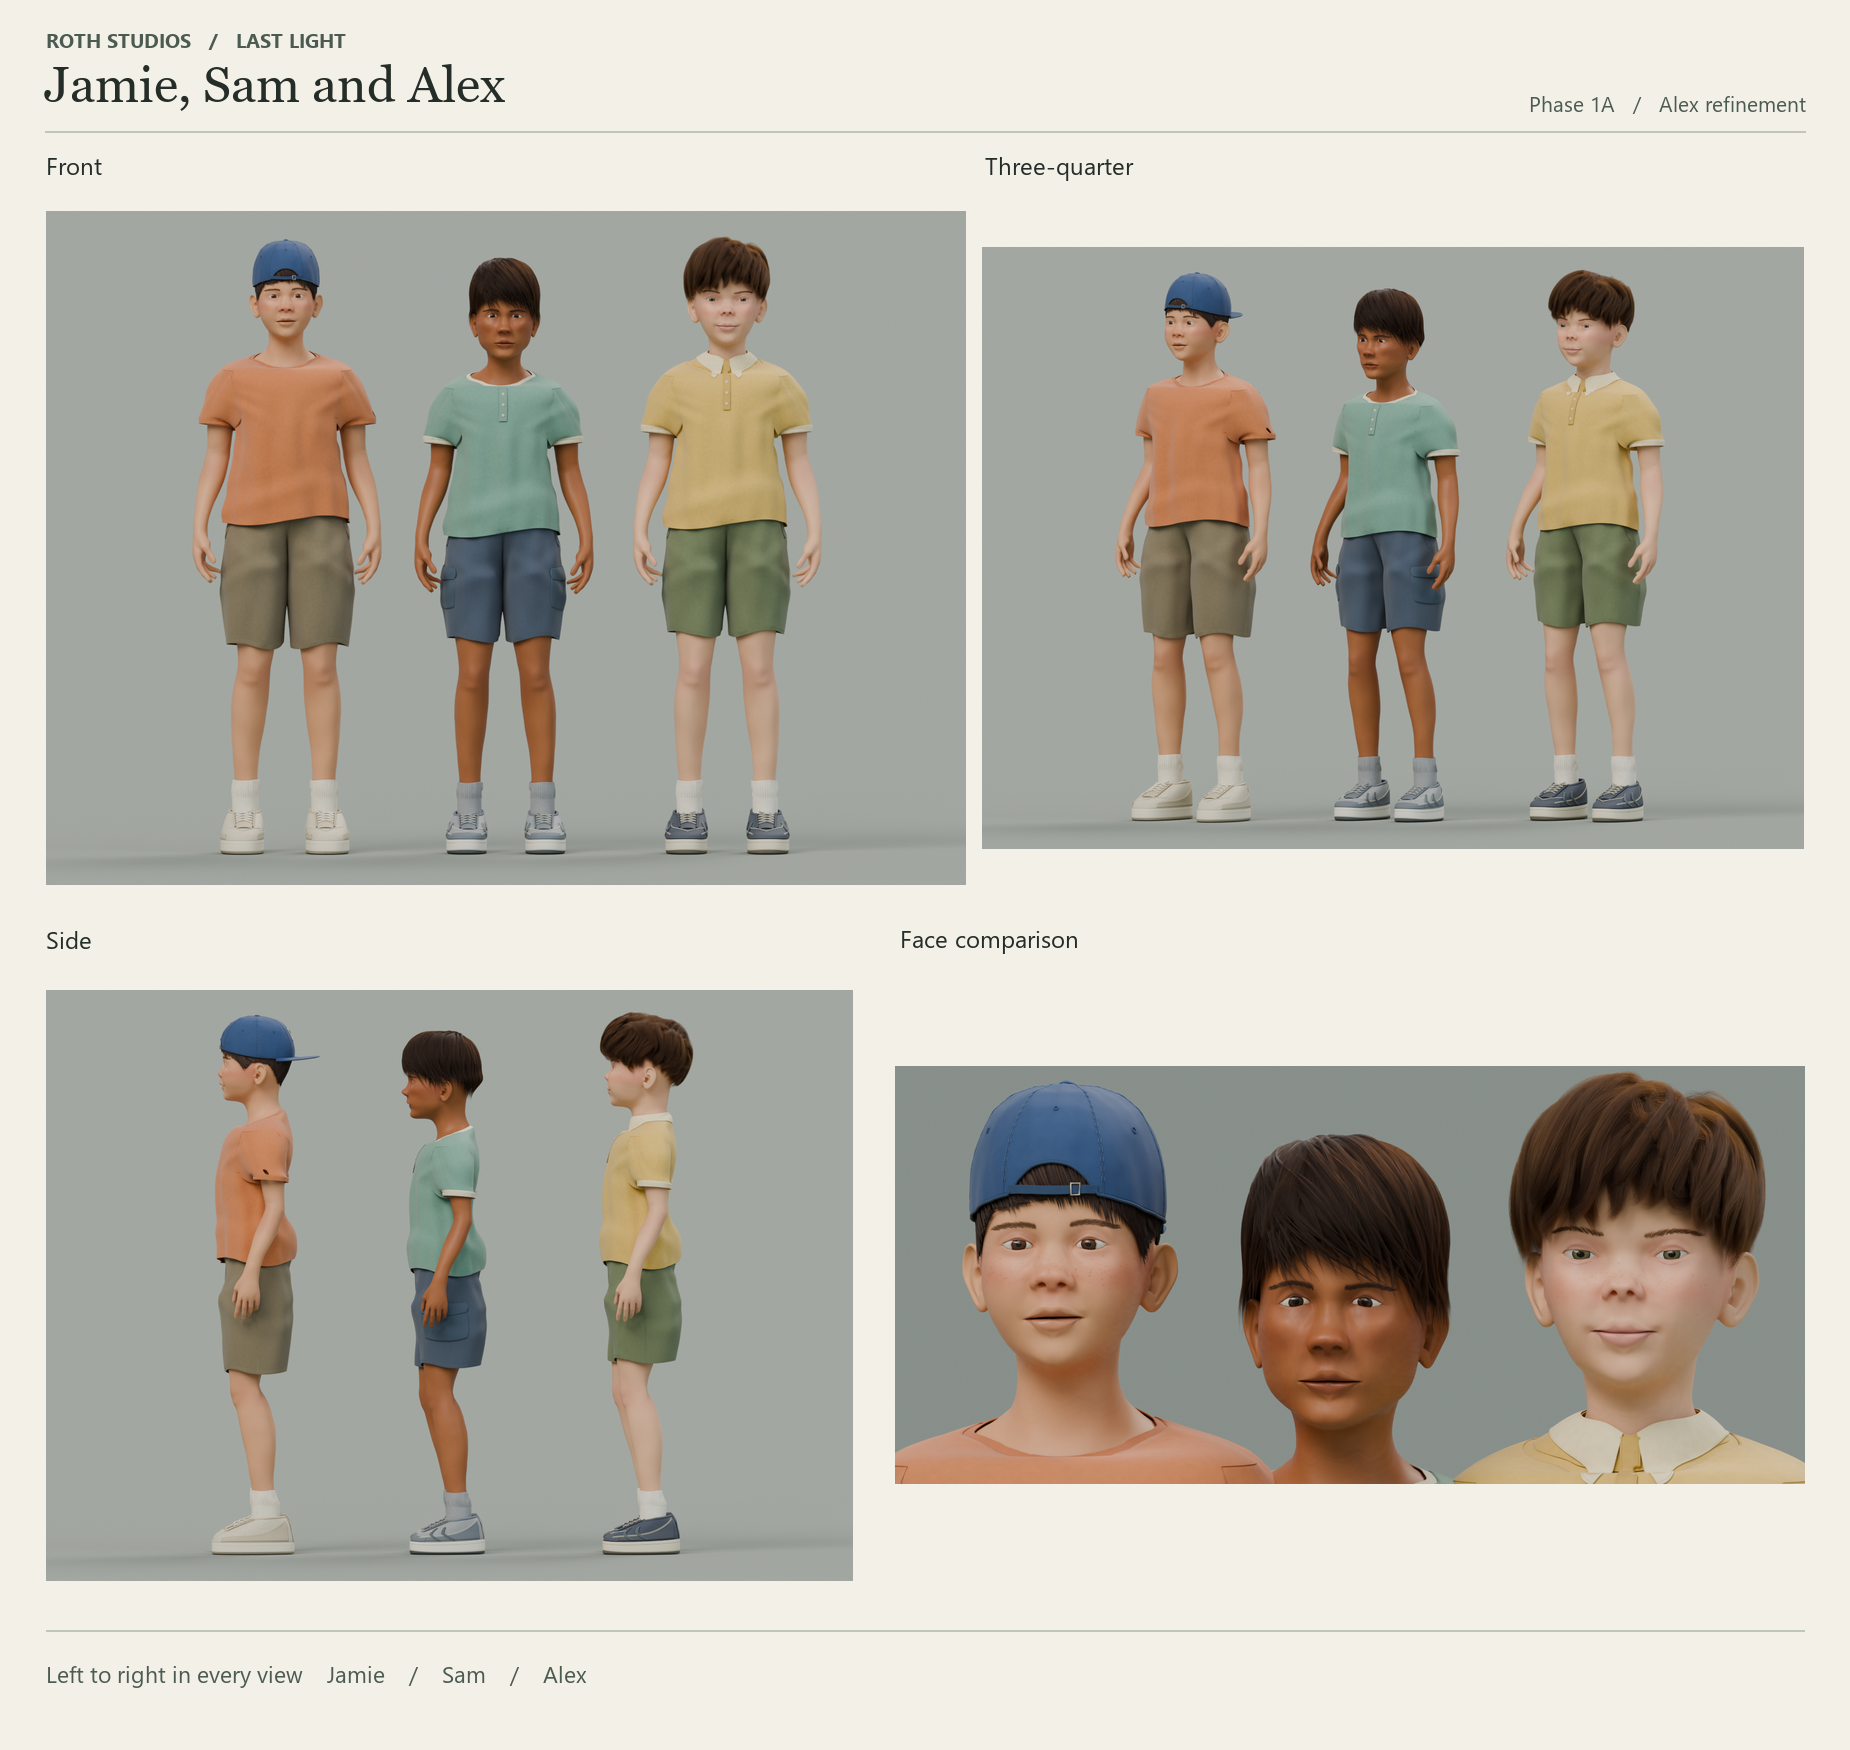 ROTH STUDIOS / LAST LIGHT
Jamie, Sam and Alex
Phase 1A / Alex refinement
Front
Three-quarter
Side
Face comparison
Left to right in every view Jamie / Sam / Alex